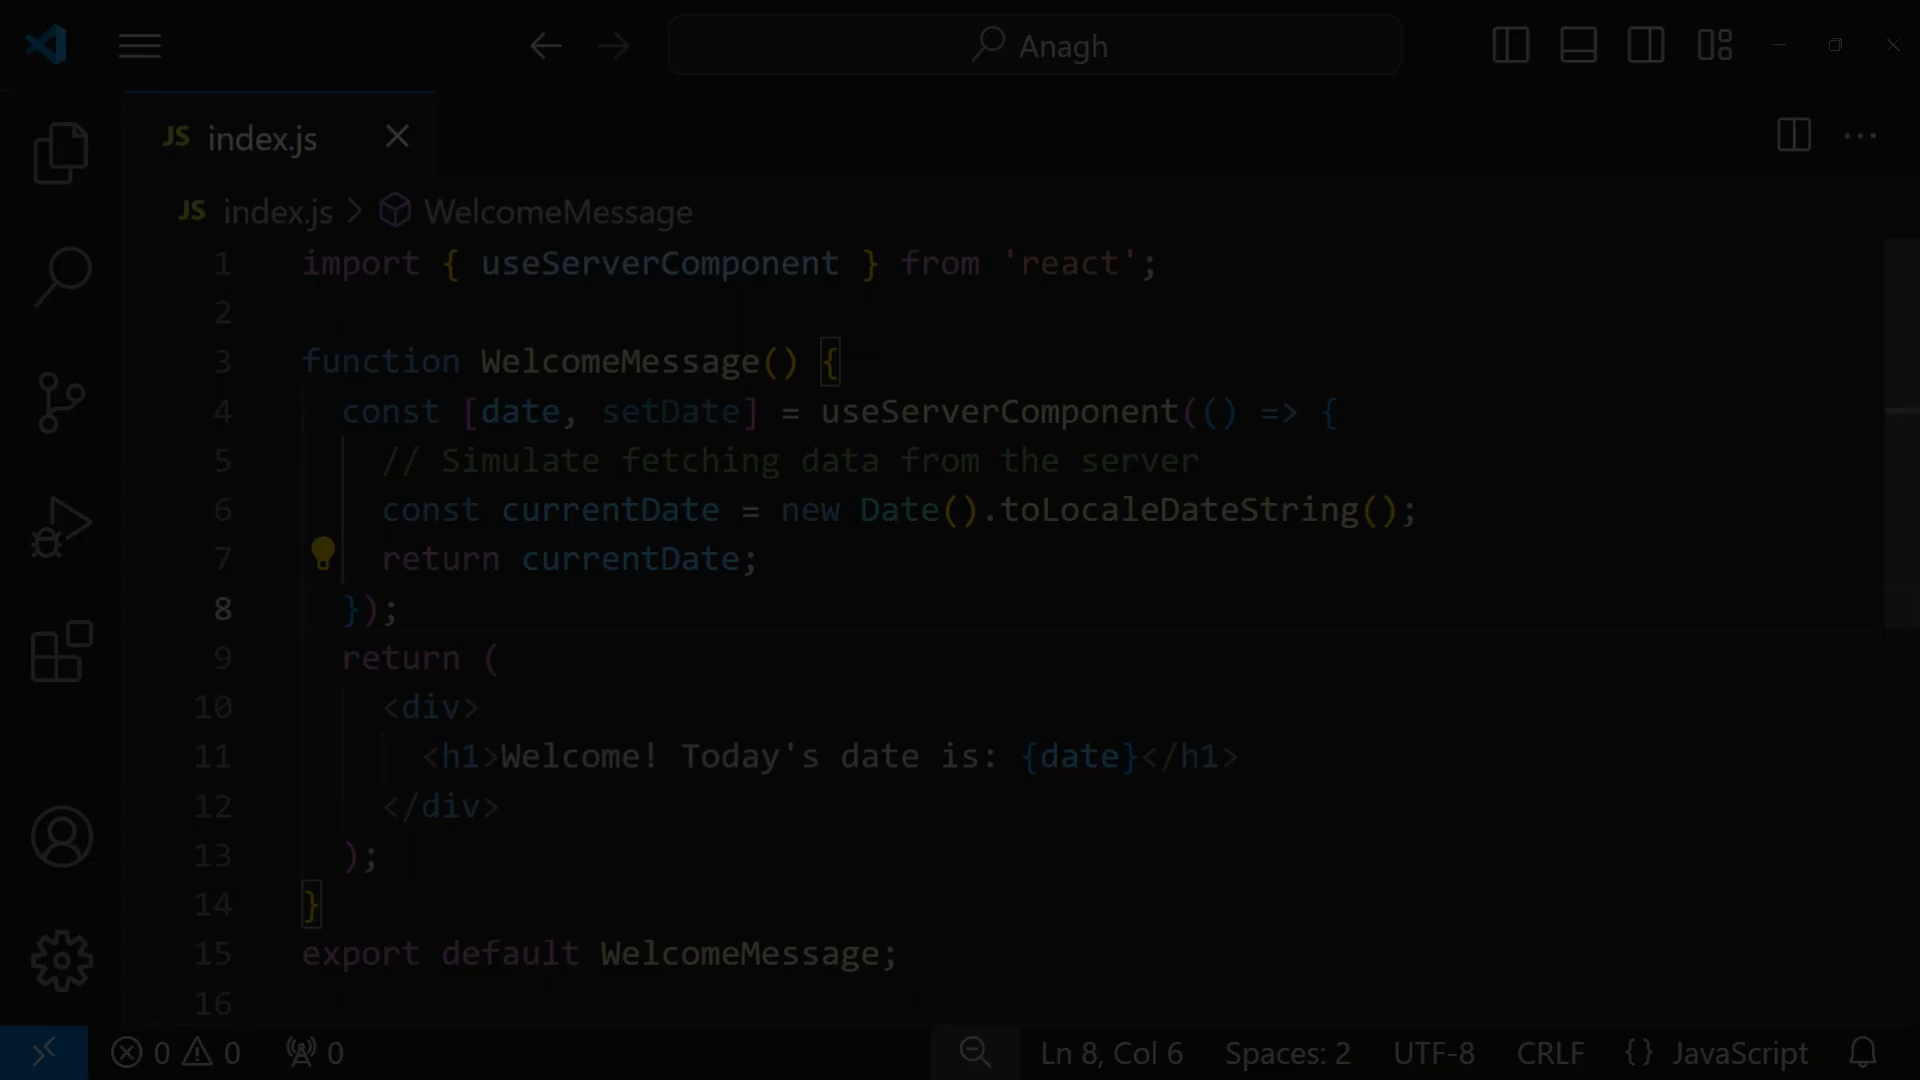 Anagh
JS index.js
JS index.js > WelcomeMessage
1 import { useServerComponent } from 'react';
2
3 function WelcomeMessage() {
4 const [date, setDate] = useServerComponent(() => {
5 // Simulate fetching data from the server
6 const currentDate = new Date().toLocaleDateString();
7 return currentDate;
8 });
9 return (
10 <div>
11 <h1>Welcome! Today's date is: {date}</h1>
12 </div>
13 );
14 }
15 export default WelcomeMessage;
16
0 0 0 Ln 8, Col 6 Spaces: 2 UTF-8 CRLF {} JavaScript